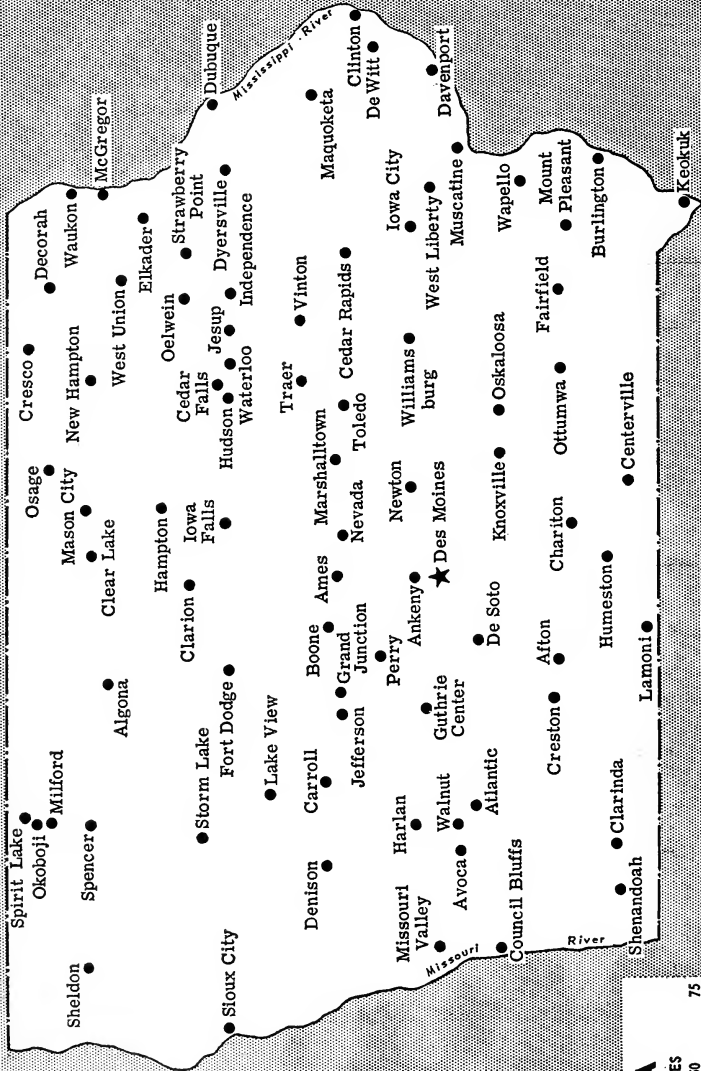 Spirit Lake
Okoboji
Milford
Sheldon
Spencer
Algona
Osage
Mason City
Clear Lake
Cresco
New Hampton
Decorah
Waukon
McGregor
West Union
Elkader
Hampton
Clarion
Iowa
Falls
Storm Lake
Fort Dodge
Sioux City
Lake View
Cedar
Falls
Hudson
Waterloo
Oelwein
Jesup
Independence
Strawberry
Point
Dyersville
Dubuque
Mississippi River
Traer
Vinton
Maquoketa
Denison
Carroll
Jefferson
Grand
Junction
Boone
Ames
Nevada
Marshalltown
Toledo
Cedar Rapids
Clinton
De Witt
Perry
Missouri
Valley
Harlan
Walnut
Avoca
Atlantic
Guthrie
Center
Ankeny
Des Moines
Newton
Williams
burg
Iowa City
West Liberty
Davenport
Muscatine
De Soto
Knoxville
Oskaloosa
Wapello
Missouri
River
Council Bluffs
Creston
Afton
Chariton
Ottumwa
Fairfield
Mount
Pleasant
Burlington
Shenandoah
Clarinda
Humeston
Lamoni
Centerville
Keokuk
A
ES
60
75